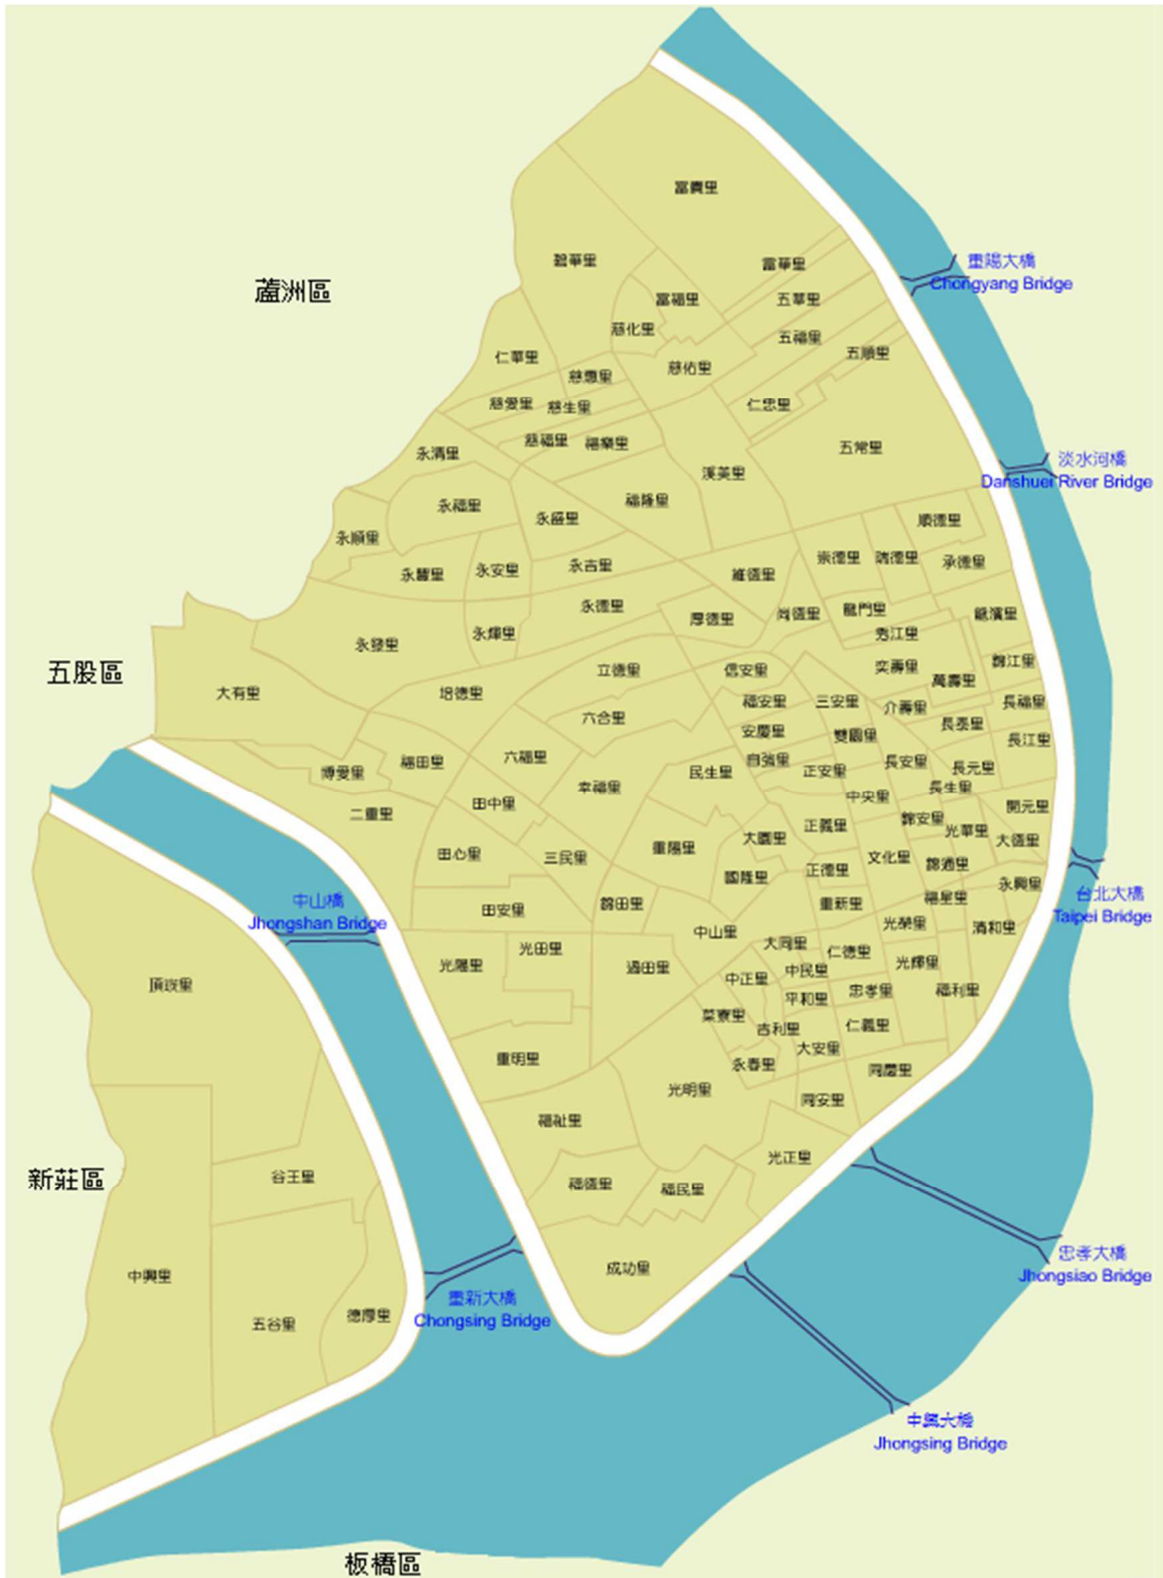 富貴里
碧華里
富華里
重陽大橋
Chongyang Bridge
蘆洲區
富福里
五華里
慈化里
五福里
仁華里
五順里
慈佑里
慈惠里
慈愛里
慈生里
仁忠里
慈福里
福樂里
五常里
永清里
淡水河橋
Danshuei River Bridge
溪美里
福隆里
永福里
永盛里
順德里
永順里
崇德里
瑞德里
承德里
永豐里
永安里
永吉里
維德里
永德里
厚德里
尚德里
龍門里
龍濱里
永發里
永輝里
秀江里
五股區
立德里
信安里
奕壽里
錦江里
大有里
培德里
萬壽里
福安里
三安里
介壽里
長福里
六合里
長泰里
安慶里
雙園里
長江里
六福里
自強里
福田里
博愛里
民生里
正安里
長安里
長元里
幸福里
長生里
中央里
田中里
二重里
開元里
錦安里
正義里
光華里
大園里
大德里
重陽里
田心里
三民里
文化里
錦通里
國隆里
正德里
永興里
台北大橋
Taipei Bridge
中山橋
Jhongshan Bridge
田安里
錦田里
重新里
福星里
光榮里
清和里
中山里
大同里
光田里
仁德里
光陽里
過田里
光輝里
中正里
中民里
頂崁里
平和里
忠孝里
福利里
菜寮里
吉利里
仁義里
重明里
大安里
永春里
同慶里
光明里
同安里
福祉里
光正里
新莊區
谷王里
福德里
福民里
忠孝大橋
Jhongsiao Bridge
中興里
成功里
重新大橋
Chongsing Bridge
德厚里
五谷里
中興大橋
Jhongsing Bridge
板橋區